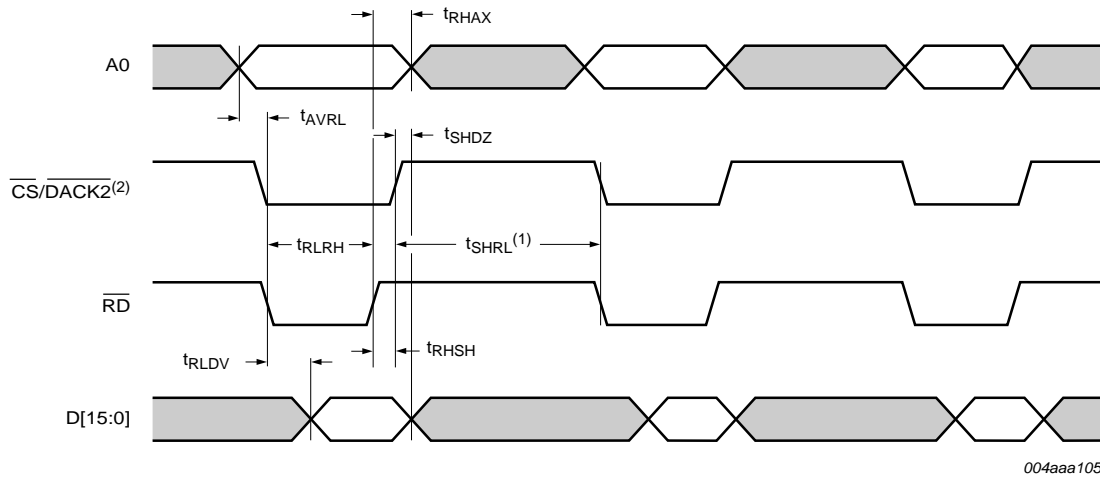 tRHAX
A0
tAVRL
tSHDZ
CS/DACK2(2)
tRLRH
tSHRL(1)
RD
tRLDV
tRHSH
D[15:0]
004aaa105